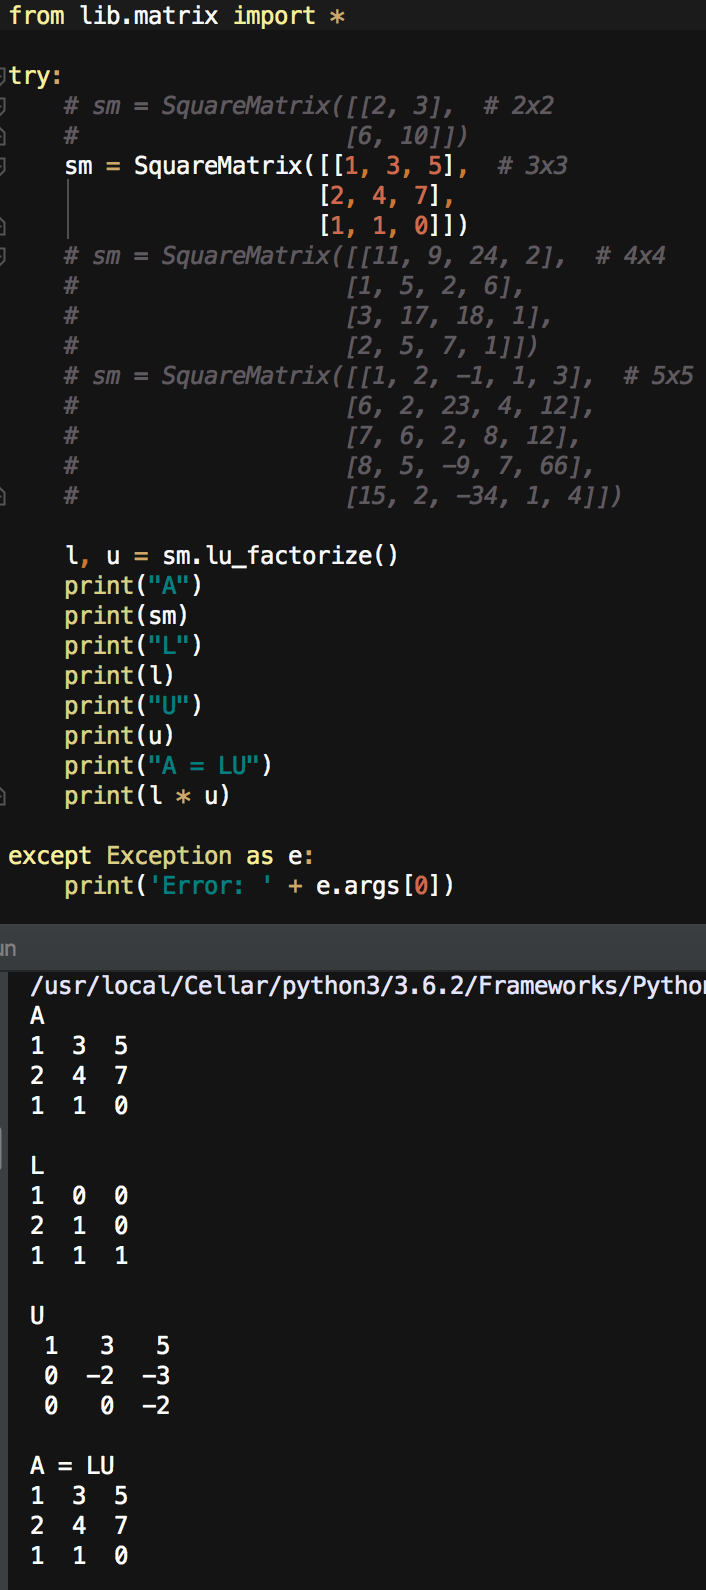 from lib.matrix import *
try:
# sm = SquareMatrix([[2, 3],  # 2x2
#                   [6, 10]])
sm = SquareMatrix([[1, 3, 5],  # 3x3
[2, 4, 7],
[1, 1, 0]])
# sm = SquareMatrix([[11, 9, 24, 2],  # 4x4
#                   [1, 5, 2, 6],
#                   [3, 17, 18, 1],
#                   [2, 5, 7, 1]])
# sm = SquareMatrix([[1, 2, -1, 1, 3],  # 5x5
#                   [6, 2, 23, 4, 12],
#                   [7, 6, 2, 8, 12],
#                   [8, 5, -9, 7, 66],
#                   [15, 2, -34, 1, 4]])
l, u = sm.lu_factorize()
print("A")
print(sm)
print("L")
print(l)
print("U")
print(u)
print("A = LU")
print(l * u)
except Exception as e:
print('Error: ' + e.args[0])
un
/usr/local/Cellar/python3/3.6.2/Frameworks/Python
A
1  3  5
2  4  7
1  1  0
L
1  0  0
2  1  0
1  1  1
U
1   3   5
0  -2  -3
0   0  -2
A = LU
1  3  5
2  4  7
1  1  0